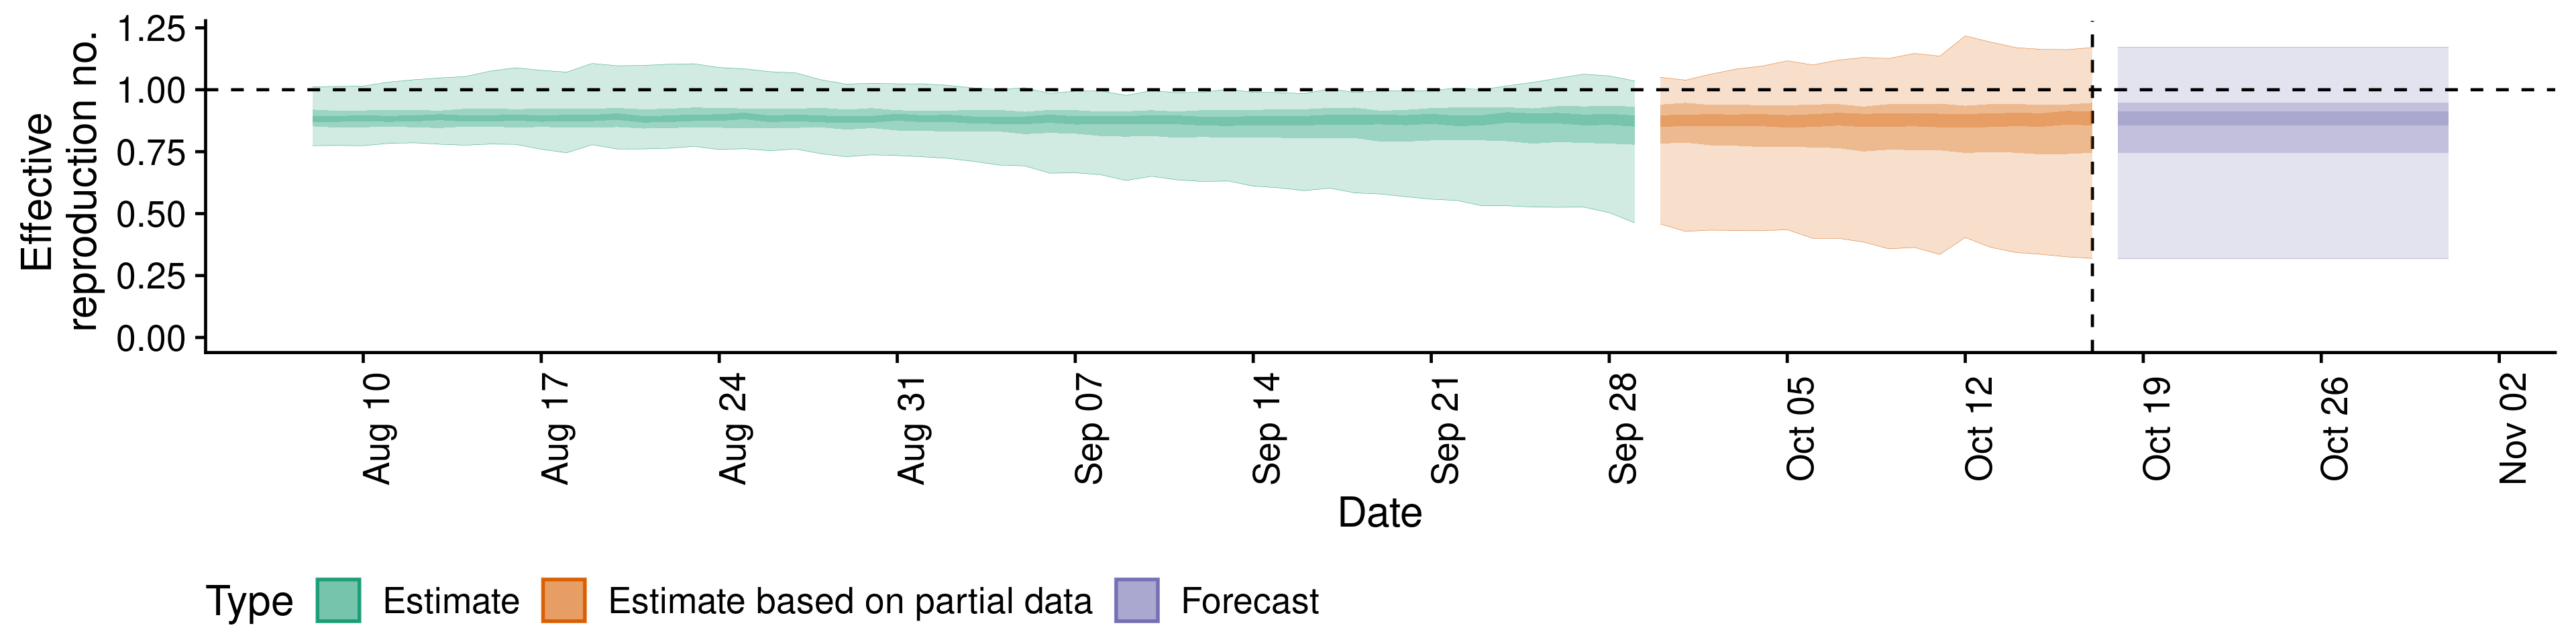 Effective
reproduction no.
1.25
1.00
0.75
0.50
0.25
0.00
Aug 10
Aug 17
Aug 24
Aug 31
Sep 07
Sep 14
Sep 21
Sep 28
Oct 05
Oct 12
Oct 19
Oct 26
Nov 02
Date
Type Estimate Estimate based on partial data Forecast